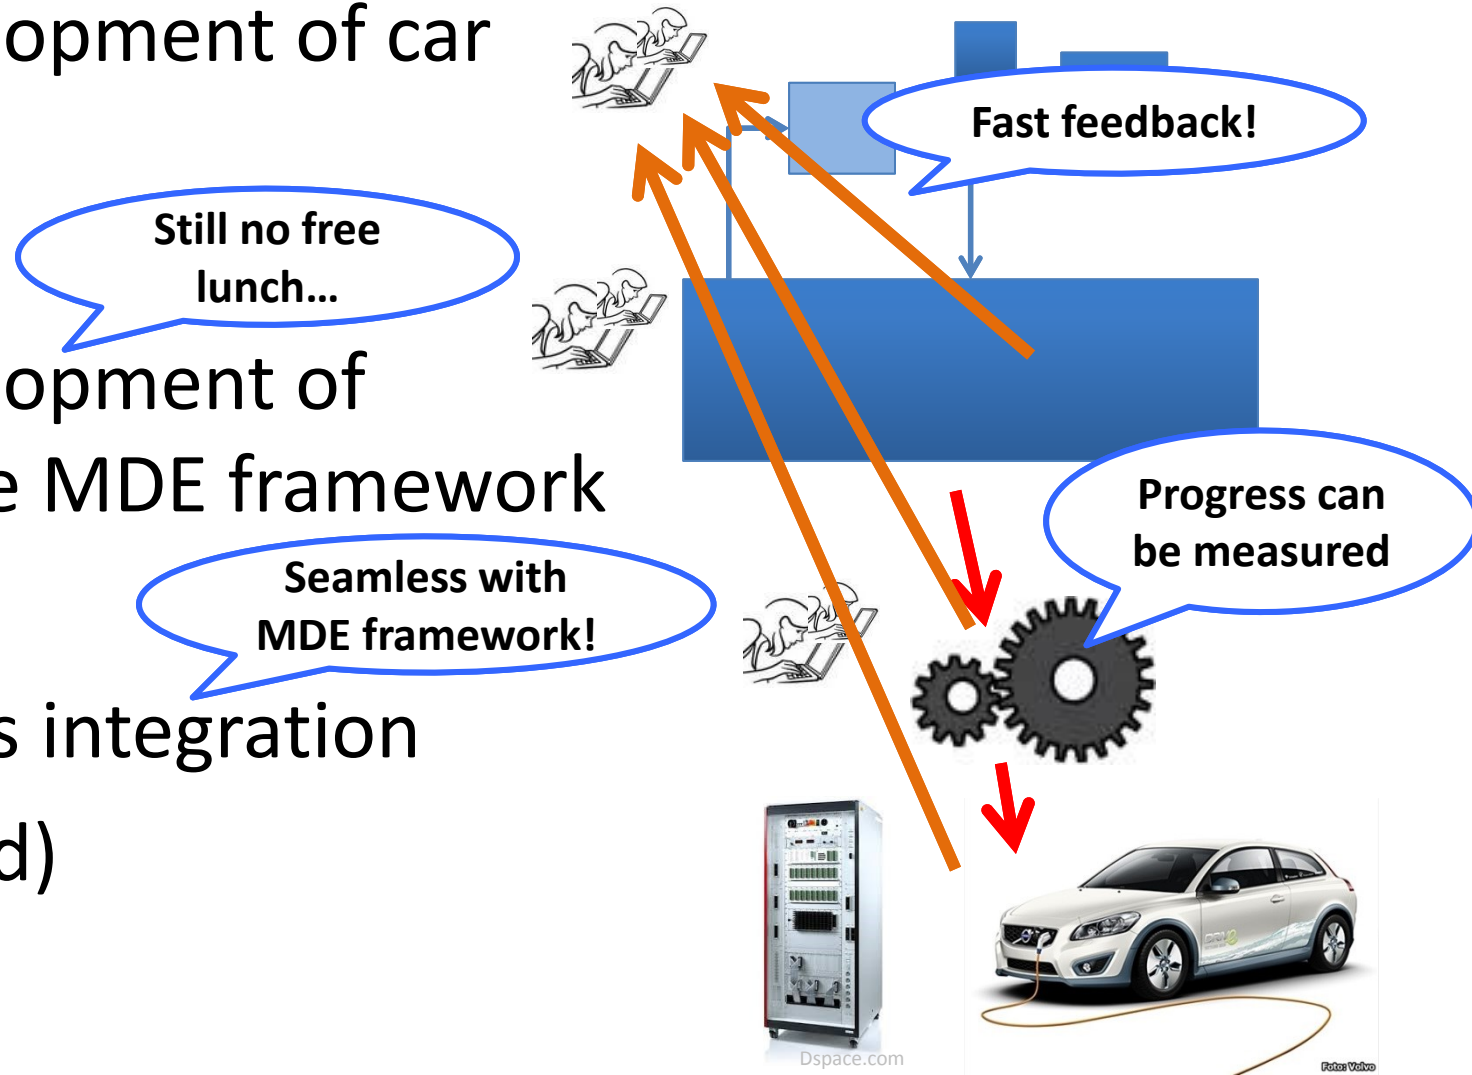 opment of car
Fast feedback!
Still no free
lunch…
opment of
e MDE framework
Progress can
be measured
Seamless with
MDE framework!
s integration
d)
Dspace.com
Foto: Volvo